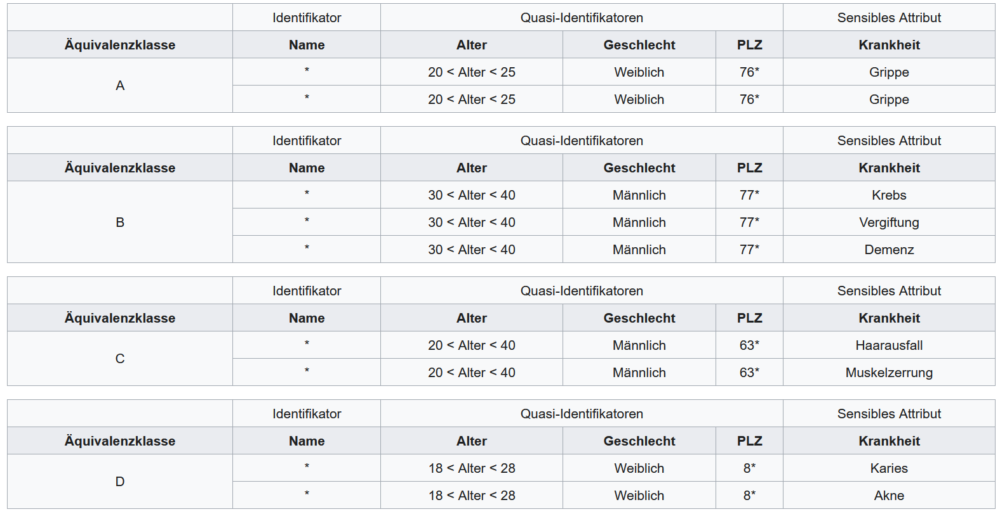 Identifikator Quasi-Identifikatoren Sensibles Attribut
Äquivalenzklasse Name Alter Geschlecht PLZ Krankheit
A
* 20 < Alter < 25 Weiblich 76* Grippe
* 20 < Alter < 25 Weiblich 76* Grippe
Identifikator Quasi-Identifikatoren Sensibles Attribut
Äquivalenzklasse Name Alter Geschlecht PLZ Krankheit
B
* 30 < Alter < 40 Männlich 77* Krebs
* 30 < Alter < 40 Männlich 77* Vergiftung
* 30 < Alter < 40 Männlich 77* Demenz
Identifikator Quasi-Identifikatoren Sensibles Attribut
Äquivalenzklasse Name Alter Geschlecht PLZ Krankheit
C
* 20 < Alter < 40 Männlich 63* Haarausfall
* 20 < Alter < 40 Männlich 63* Muskelzerrung
Identifikator Quasi-Identifikatoren Sensibles Attribut
Äquivalenzklasse Name Alter Geschlecht PLZ Krankheit
D
* 18 < Alter < 28 Weiblich 8* Karies
* 18 < Alter < 28 Weiblich 8* Akne